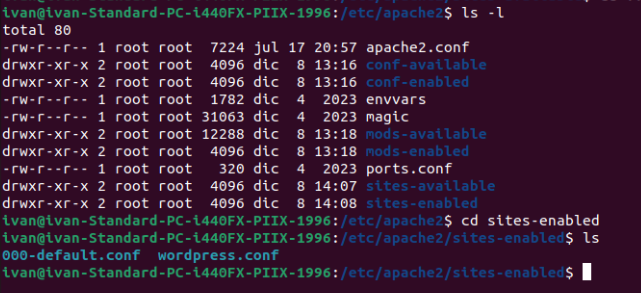 ivan@ivan-Standard-PC-i440FX-PIIX-1996:/etc/apache2$ ls -l
total 80
-rw-r--r-- 1 root root  7224 jul 17 20:57 apache2.conf
drwxr-xr-x 2 root root  4096 dic  8 13:16 conf-available
drwxr-xr-x 2 root root  4096 dic  8 13:16 conf-enabled
-rw-r--r-- 1 root root  1782 dic  4  2023 envvars
-rw-r--r-- 1 root root 31063 dic  4  2023 magic
drwxr-xr-x 2 root root 12288 dic  8 13:18 mods-available
drwxr-xr-x 2 root root  4096 dic  8 13:18 mods-enabled
-rw-r--r-- 1 root root   320 dic  4  2023 ports.conf
drwxr-xr-x 2 root root  4096 dic  8 14:07 sites-available
drwxr-xr-x 2 root root  4096 dic  8 14:08 sites-enabled
ivan@ivan-Standard-PC-i440FX-PIIX-1996:/etc/apache2$ cd sites-enabled
ivan@ivan-Standard-PC-i440FX-PIIX-1996:/etc/apache2/sites-enabled$ ls
000-default.conf  wordpress.conf
ivan@ivan-Standard-PC-i440FX-PIIX-1996:/etc/apache2/sites-enabled$